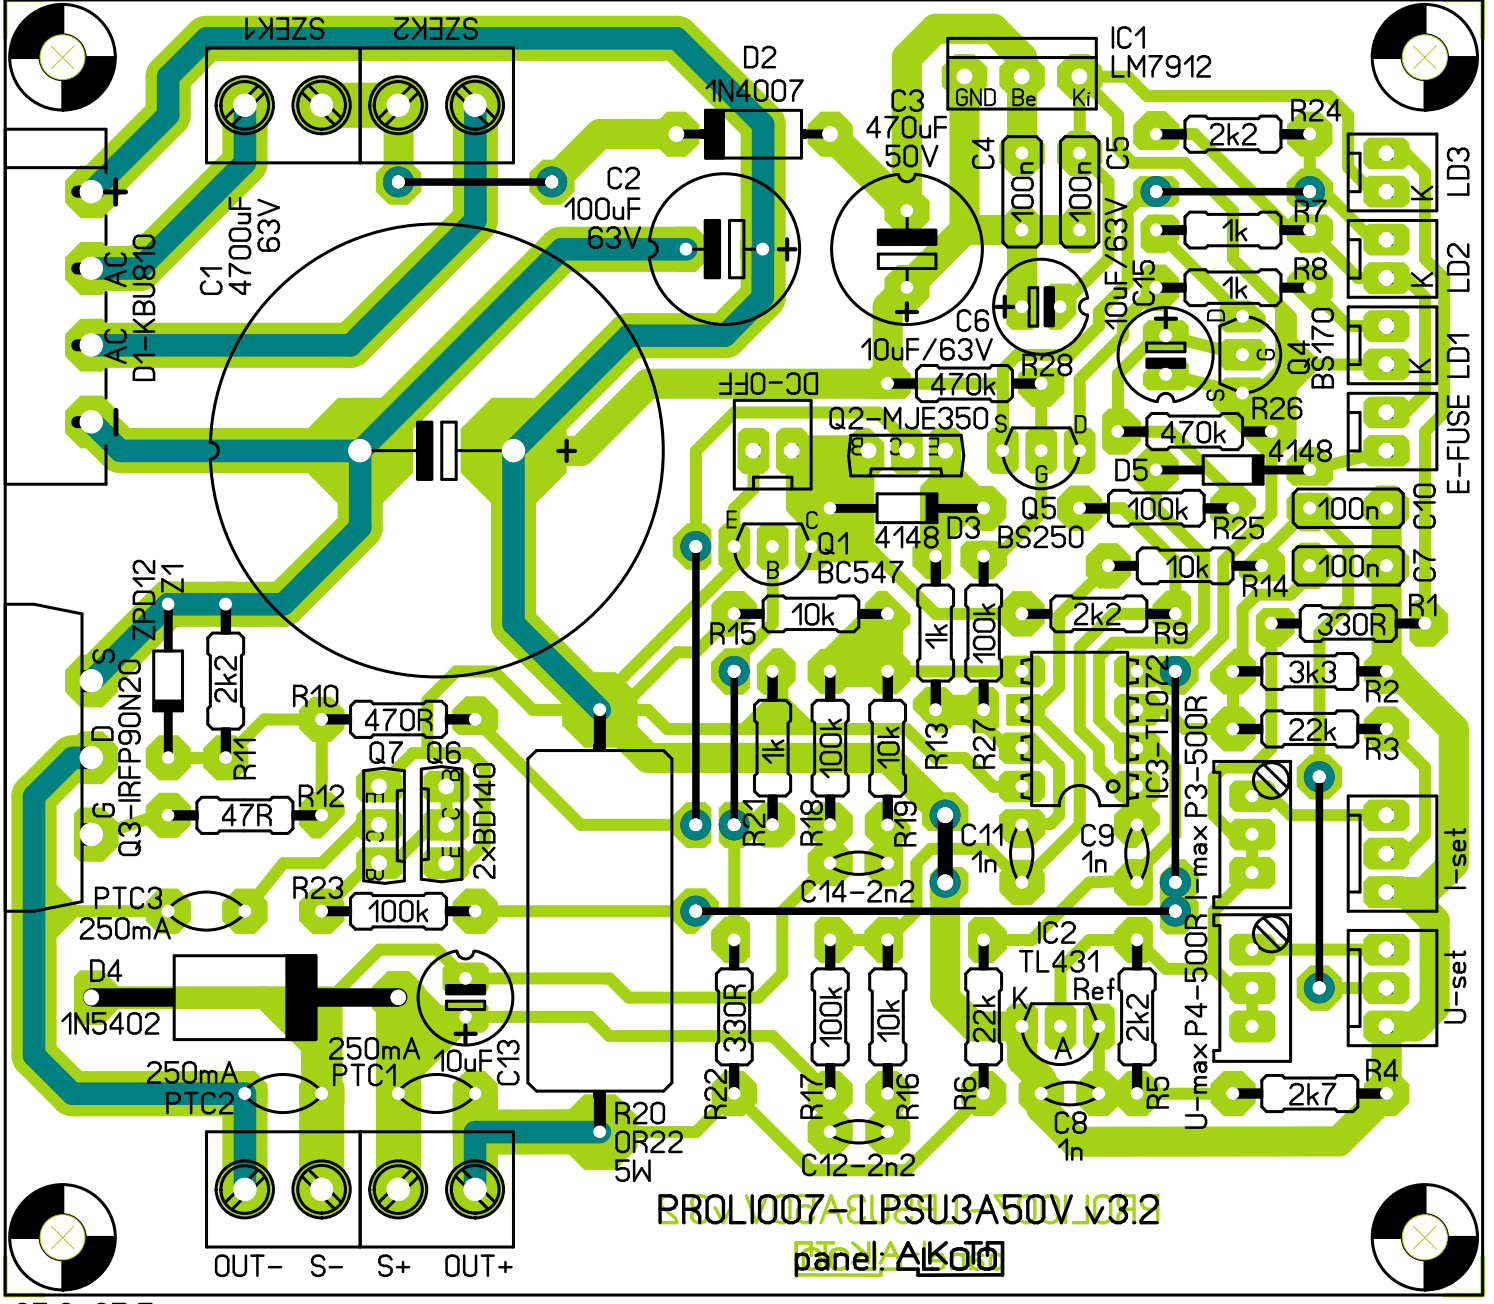 SZEK1
SZEK2
D2
1N4007
IC1
LM7912
GND Be Ki
C3
470uF
50V
C4
100n
C5
100n
R24
2k2
LD3
K
C2
100uF
63V
C1
4700uF
63V
AC
AC
D1-KBU810
+
−
+
+
+
+
10uF/63V
C15
R7
1k
R8
1k
LD2
K
C6
10uF/63V
+
D
G
S
Q4
BS170
LD1
K
DC-OFF
R28
470k
Q2-MJE350
B C E
S
D
G
R26
470k
4148
D5
E-FUSE
Q5
BS250
100k
R25
100n
C10
E
C
B
Q1
BC547
4148
D3
10k
R14
100n
C7
ZPD12
Z1
2k2
R11
S
D
G
Q3-IRFP90N20
R15
10k
1k
R13
100k
R27
2k2
R9
330R
R1
3k3
R2
22k
R3
R10
470R
Q7
Q6
E C B
B C E
2xBD140
R12
47R
1k
R21
100k
R18
10k
R19
IC3-TL072
I-max P3-500R
I-set
C11
1n
C9
1n
C14-2n2
PTC3
250mA
R23
100k
D4
1N5402
250mA
PTC1
250mA
PTC2
+
10uF
C13
330R
R22
100k
R17
10k
R16
22k
R6
IC2
TL431
K
Ref
A
2k2
R5
U-max P4-500R
U-set
2k7
R4
C8
1n
C12-2n2
R20
0R22
5W
OUT- S- S+ OUT+
PROLI007-LPSU3A50V v3.2
panel: ALKOTÓ